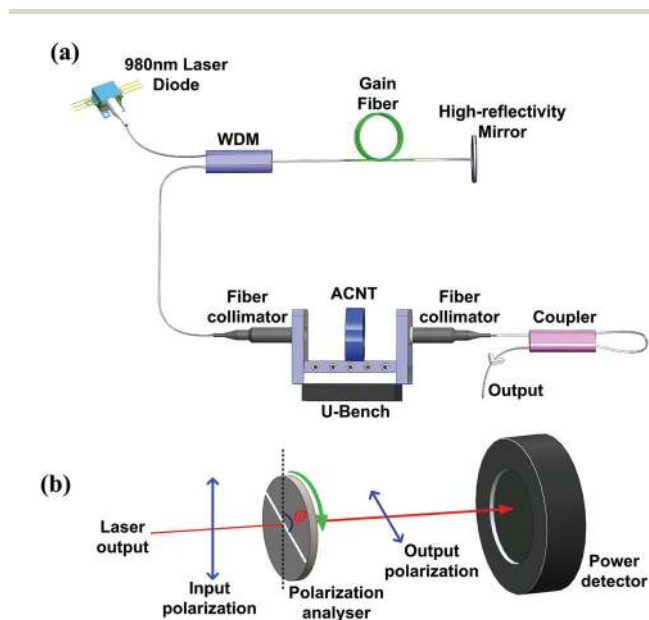 (a)
980nm Laser
Diode
WDM
Gain
Fiber
High-reflectivity
Mirror
Fiber
collimator
ACNT
Fiber
collimator
Coupler
Output
U-Bench
(b)
Laser
output
Input
polarization
φ
Polarization
analyser
Output
polarization
Power
detector